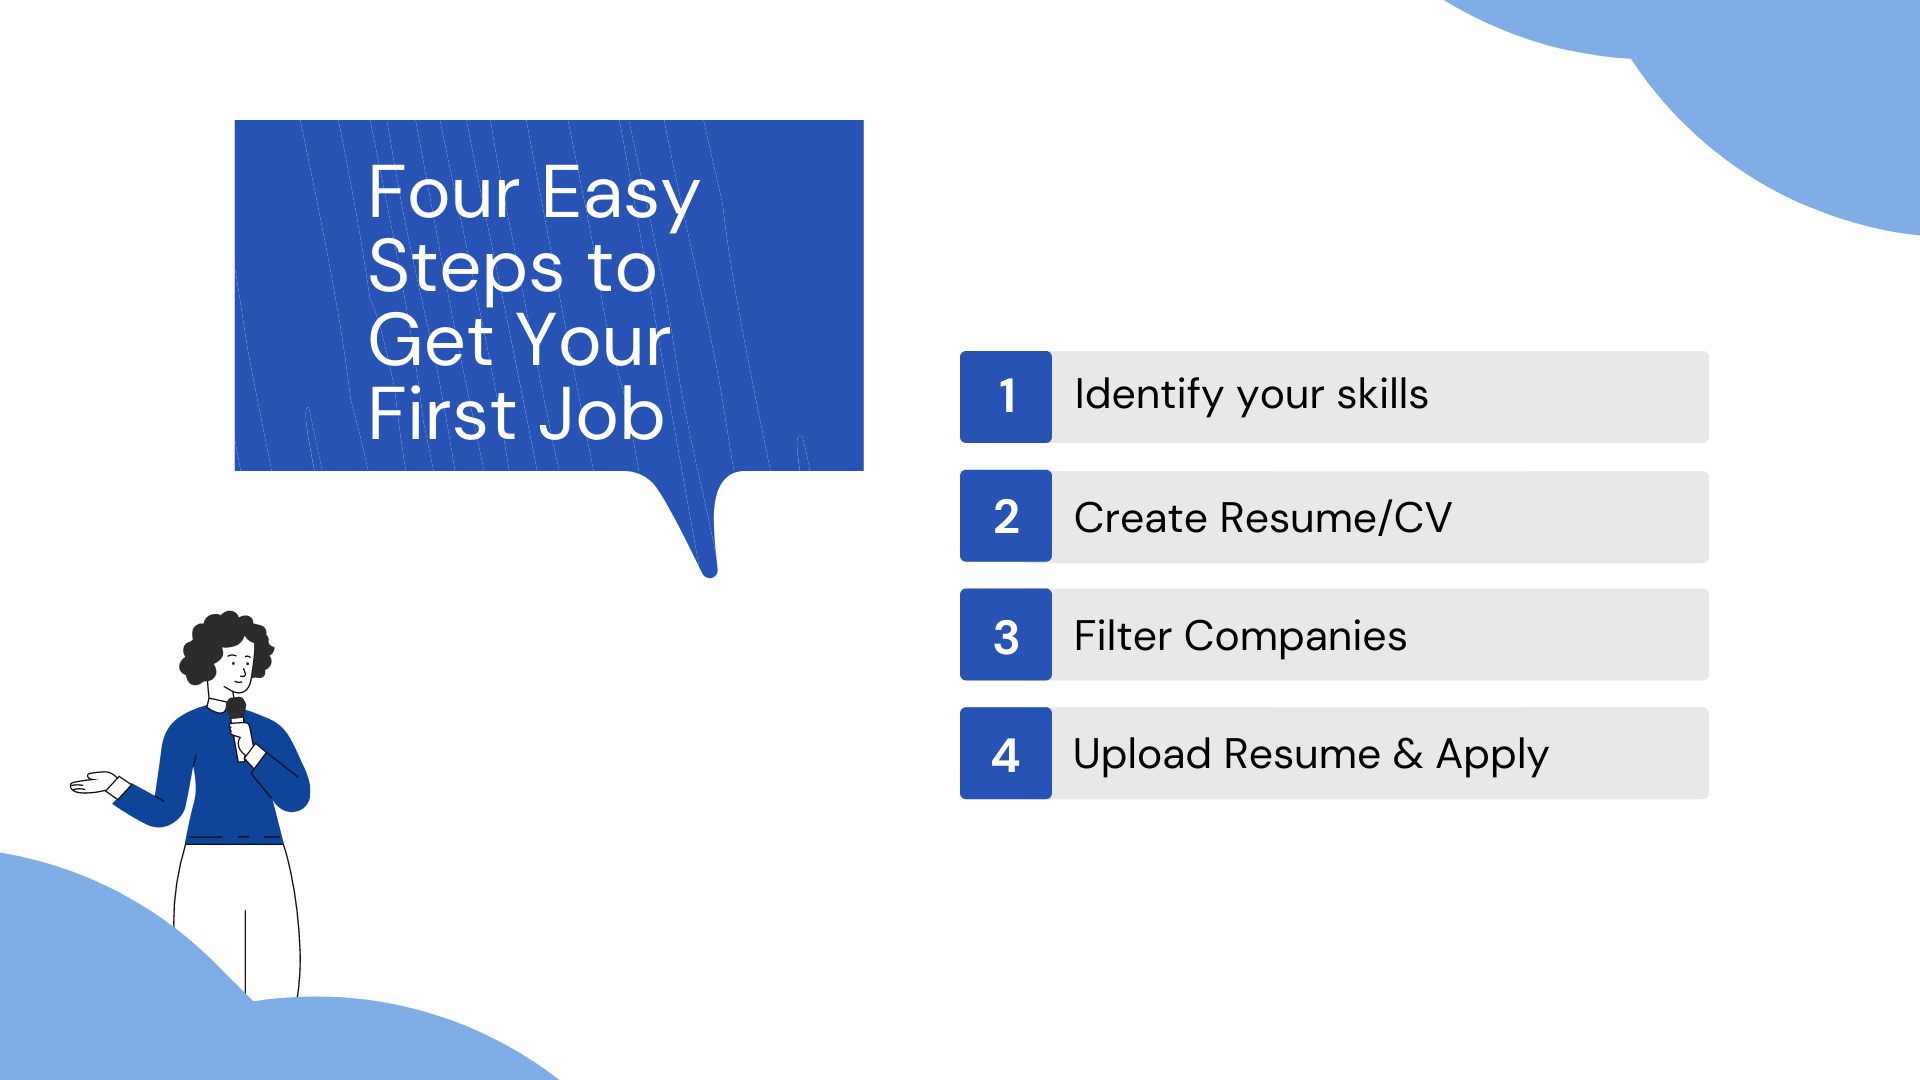 Four Easy
Steps to
Get Your
First Job
1 Identify your skills
2 Create Resume/CV
3 Filter Companies
4 Upload Resume & Apply